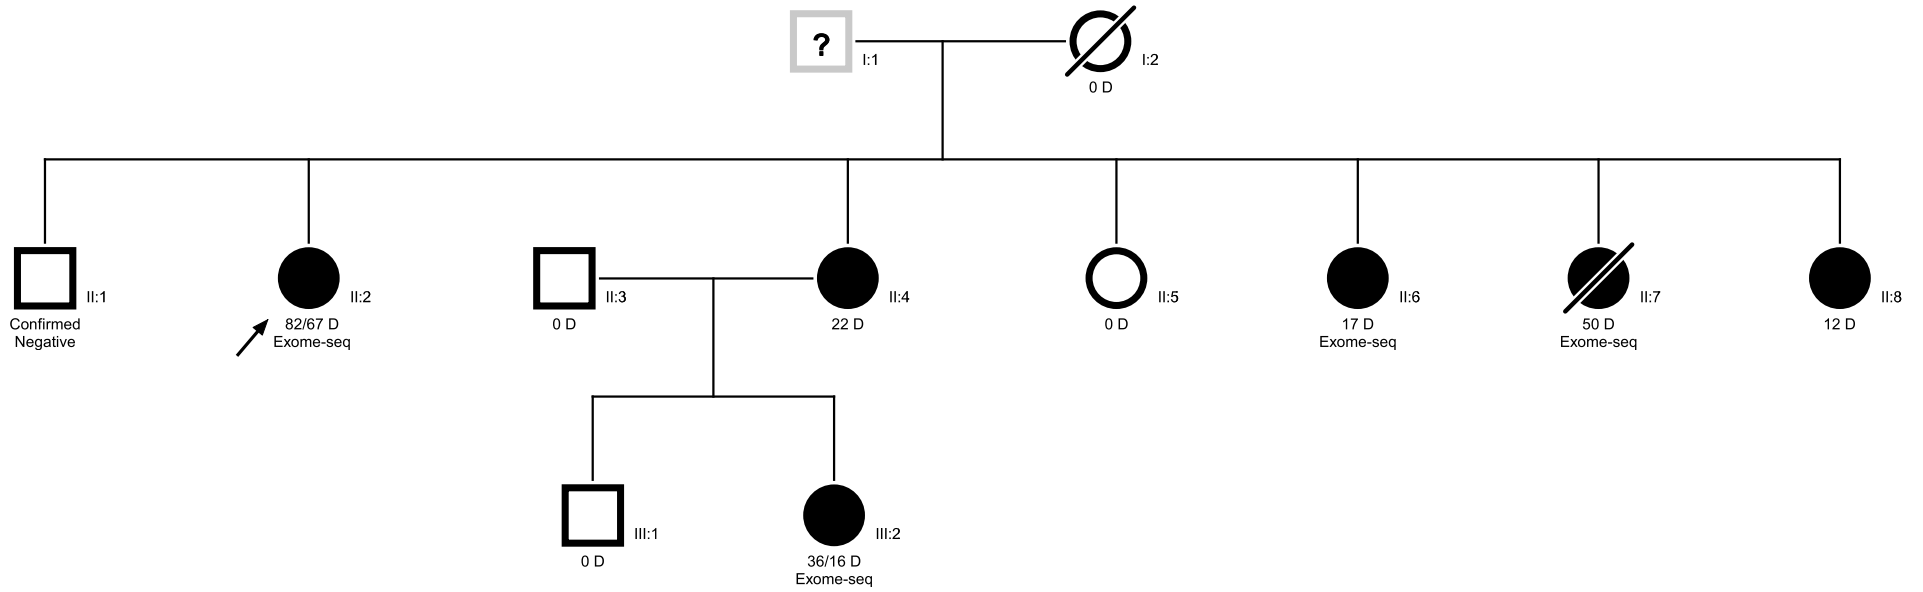 ?
I:1
I:2
0 D
II:1
II:2
II:3
II:4
II:5
II:6
II:7
II:8
Confirmed
Negative
82/67 D
Exome-seq
0 D
22 D
0 D
17 D
Exome-seq
50 D
Exome-seq
12 D
III:1
III:2
0 D
36/16 D
Exome-seq